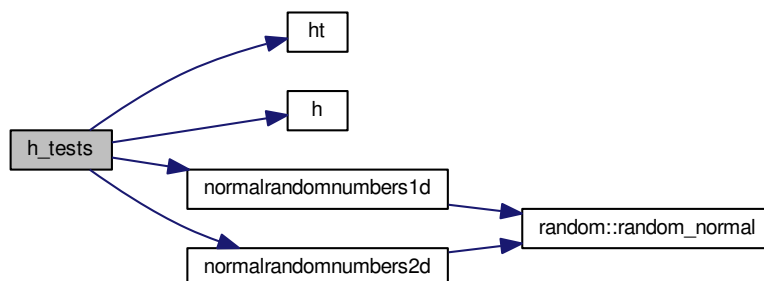 ht
h
h_tests
normalrandomnumbers1d
random::random_normal
normalrandomnumbers2d